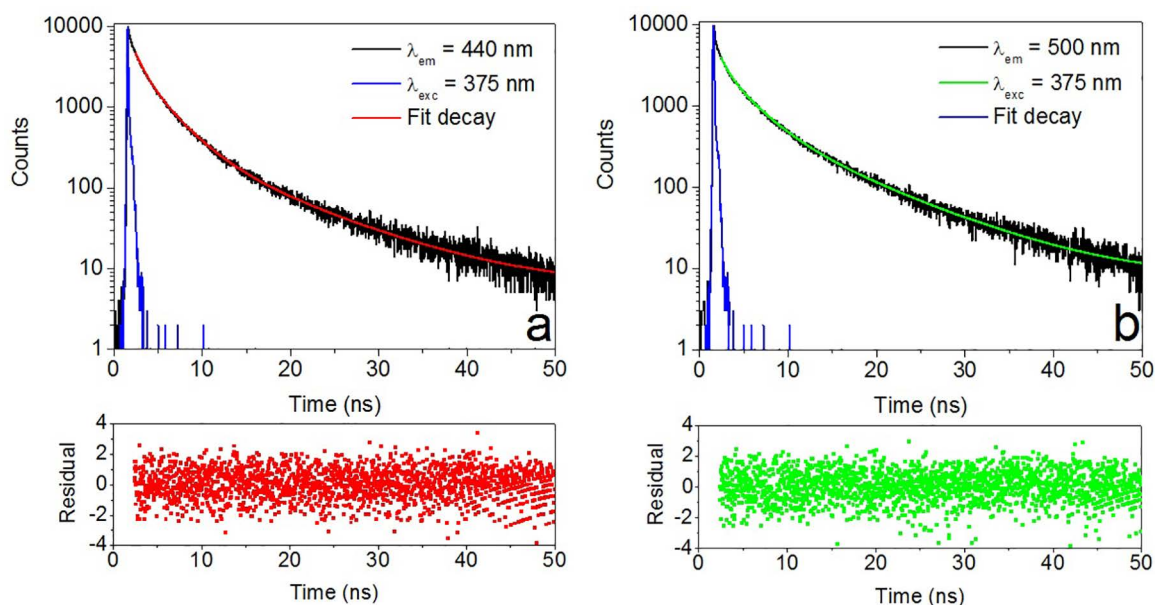 10000
1000
100
10
1
Counts
λem = 440 nm
λexc = 375 nm
Fit decay
a
0 10 20 30 40 50
Time (ns)
4
2
0
-2
-4
Residual
0 10 20 30 40 50
Time (ns)
10000
1000
100
10
1
Counts
λem = 500 nm
λexc = 375 nm
Fit decay
b
0 10 20 30 40 50
Time (ns)
4
2
0
-2
-4
Residual
0 10 20 30 40 50
Time (ns)